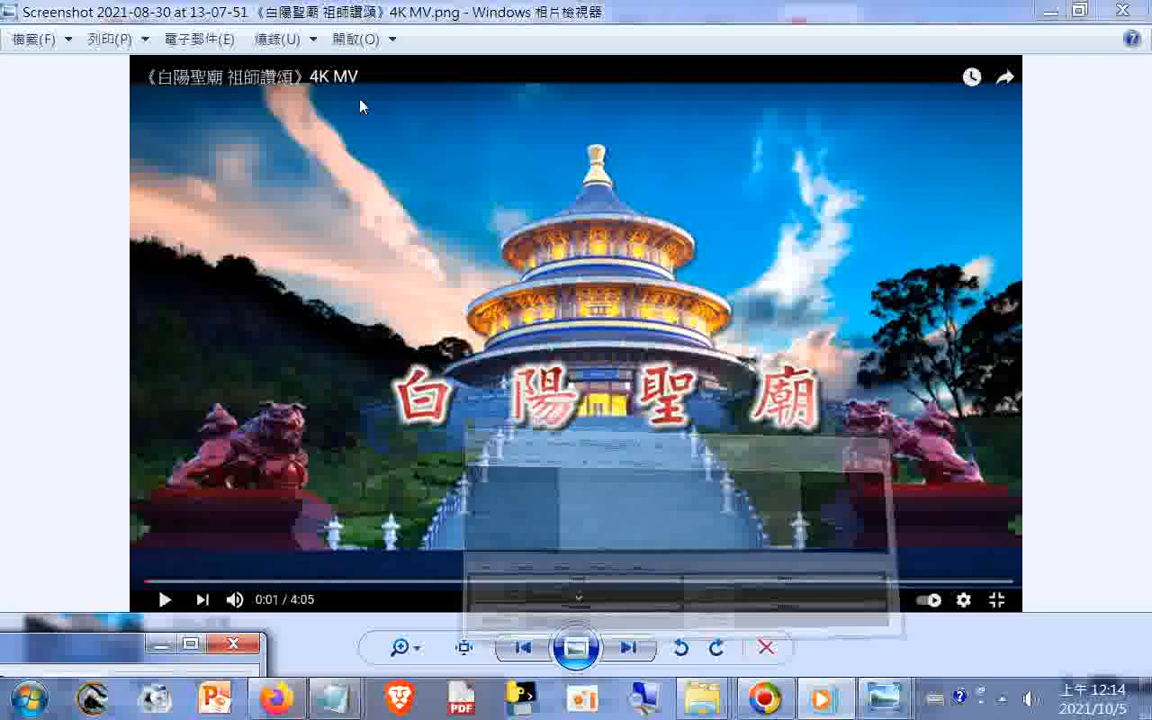 Screenshot 2021-08-30 at 13-07-51 《白陽聖廟 祖師讚頌》4K MV.png - Windows 相片檢視器
檔案(F) 列印(P) 電子郵件(E) 燒錄(U) 開啟(O)
《白陽聖廟 祖師讚頌》4K MV
白陽聖廟
0:01 / 4:05
PDF
上午 12:14
2021/10/5